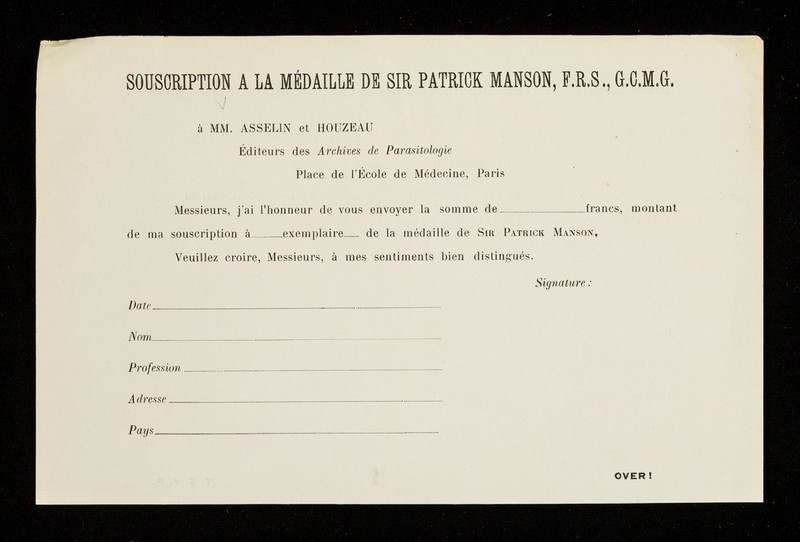 SOUSCRIPTION A LA MÉDAILLE DE SIR PATRICK MANSON, F.R.S., G.C.M.G.
à MM. ASSELIN et HOUZEAU
Éditeurs des Archives de Parasitologie
Place de l'École de Médecine, Paris
Messieurs, j'ai l'honneur de vous envoyer la somme de francs, montant
de ma souscription à exemplaire de la médaille de Sir Patrick Manson.
Veuillez croire, Messieurs, à mes sentiments bien distingués.
Signature :
Date
Nom
Profession
Adresse
Pays
OVER !